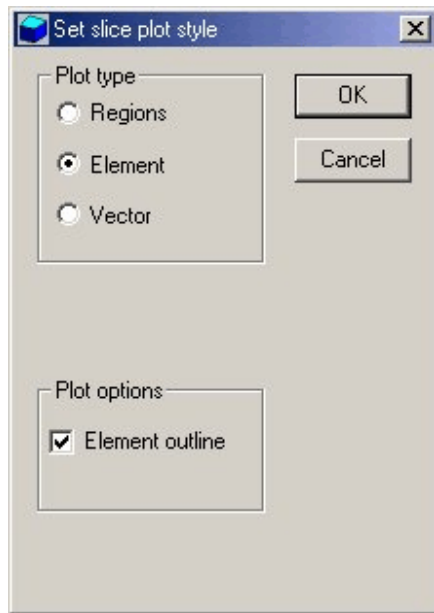 Set slice plot style
Plot type
Regions
Element
Vector
OK
Cancel
Plot options
Element outline